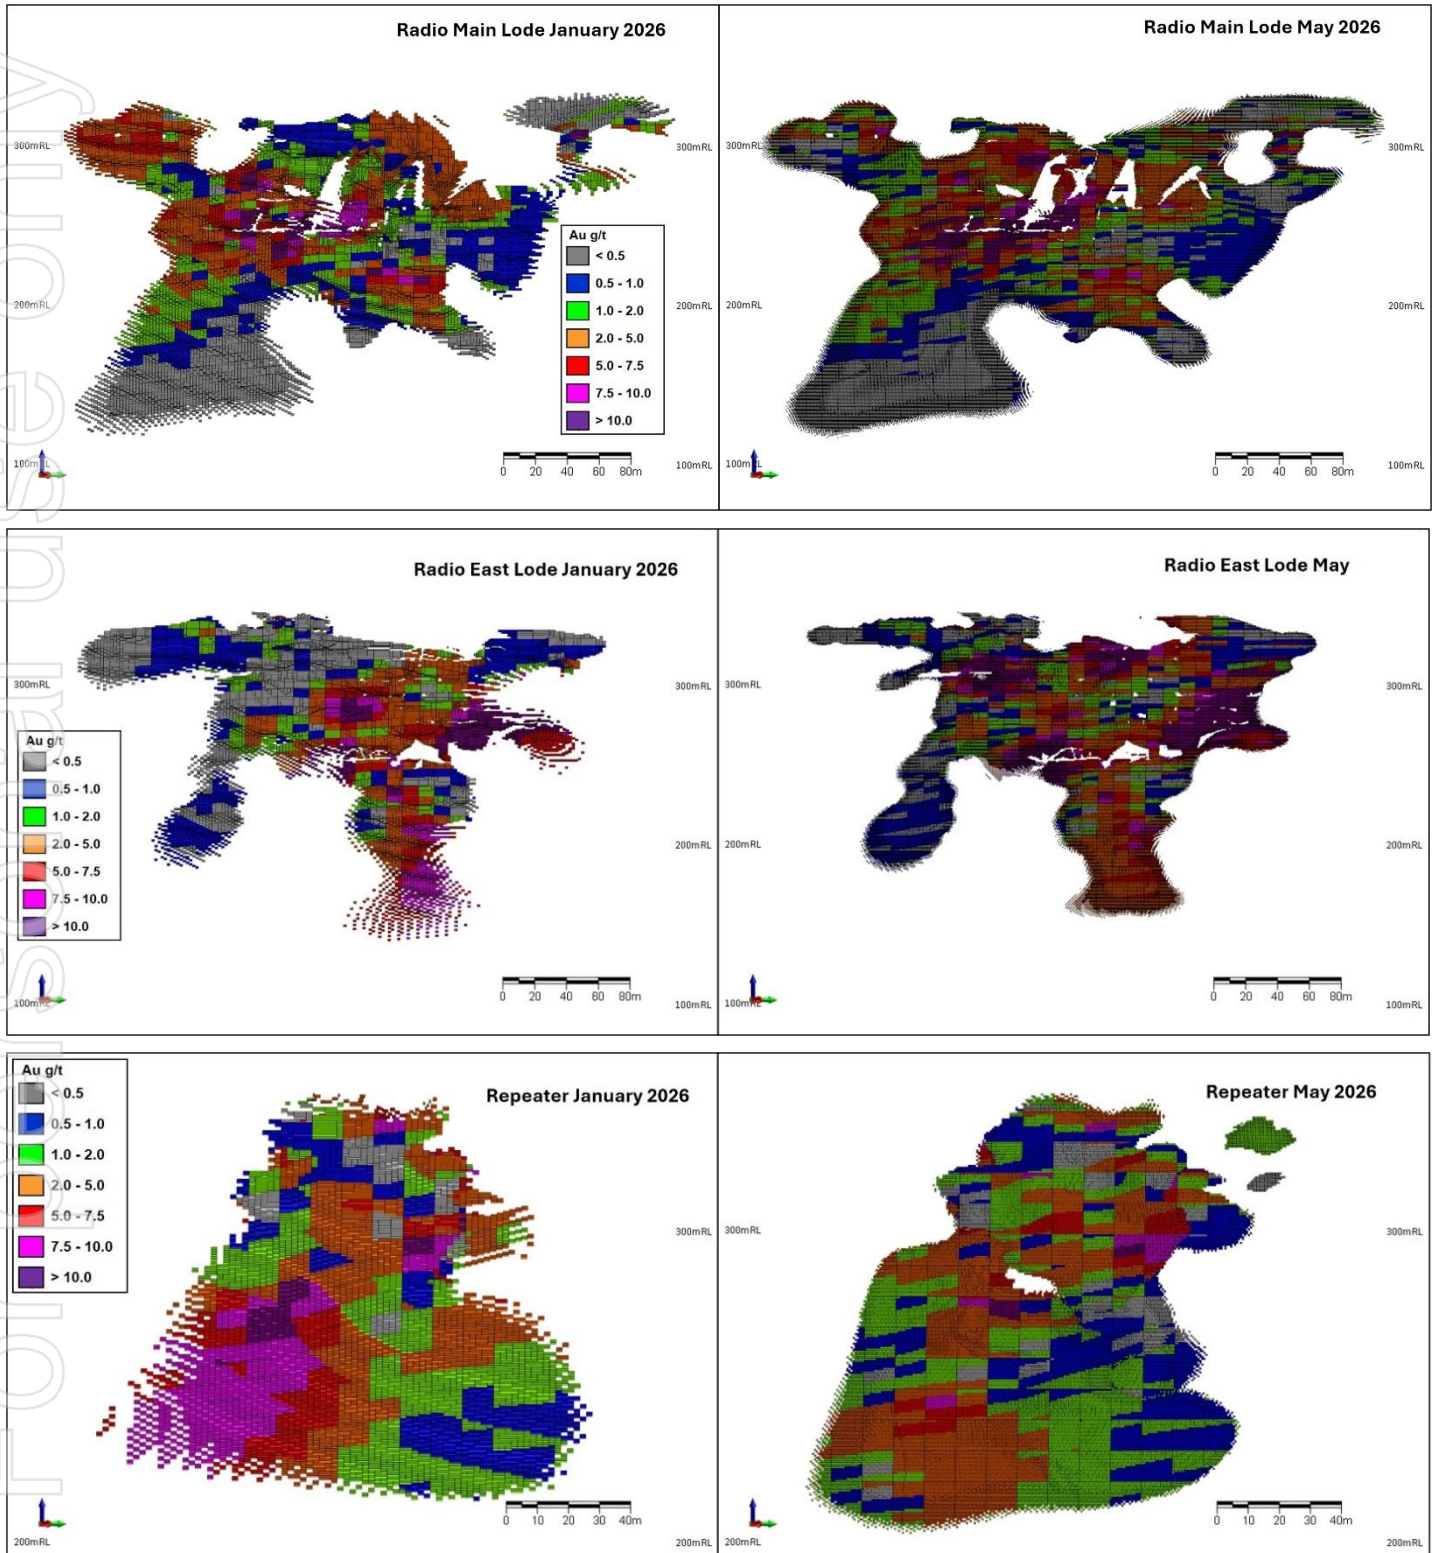 For personal use only
Radio Main Lode January 2026
300mRL
200mRL
100mRL
Au g/t
< 0.5
0.5 - 1.0
1.0 - 2.0
2.0 - 5.0
5.0 - 7.5
7.5 - 10.0
> 10.0
0 20 40 60 80m
300mRL
200mRL
100mRL
Radio Main Lode May 2026
300mRL
200mRL
100mRL
0 20 40 60 80m
300mRL
200mRL
100mRL
Radio East Lode January 2026
300mRL
Au g/t
< 0.5
0.5 - 1.0
1.0 - 2.0
2.0 - 5.0
5.0 - 7.5
7.5 - 10.0
> 10.0
100mRL
0 20 40 60 80m
300mRL
200mRL
100mRL
Radio East Lode May
300mRL
200mRL
100mRL
0 20 40 60 80m
300mRL
200mRL
100mRL
Au g/t
< 0.5
0.5 - 1.0
1.0 - 2.0
2.0 - 5.0
5.0 - 7.5
7.5 - 10.0
> 10.0
Repeater January 2026
200mRL
0 10 20 30 40m
300mRL
200mRL
Repeater May 2026
300mRL
200mRL
0 10 20 30 40m
300mRL
200mRL